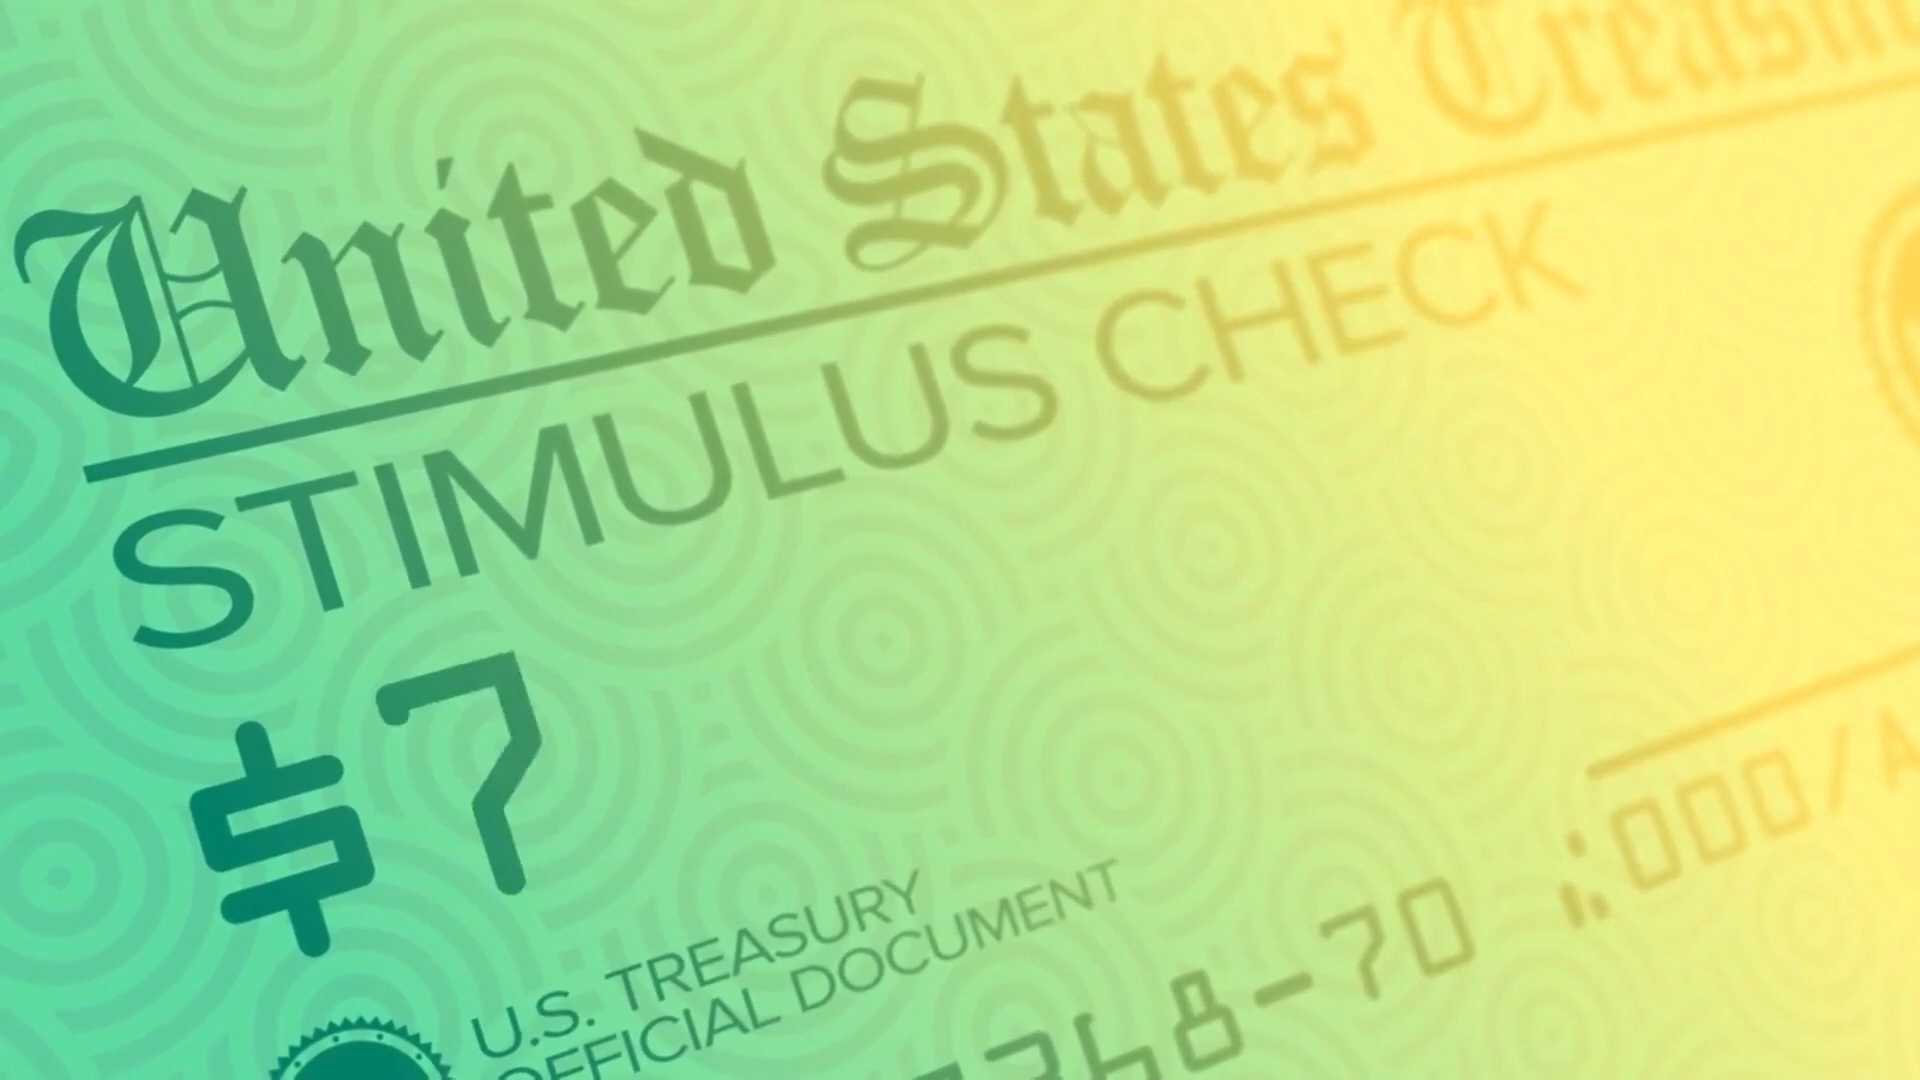 United States Treasu
STIMULUS CHECK
$7
U.S. TREASURY
OFFICIAL DOCUMENT
68-70 000/A